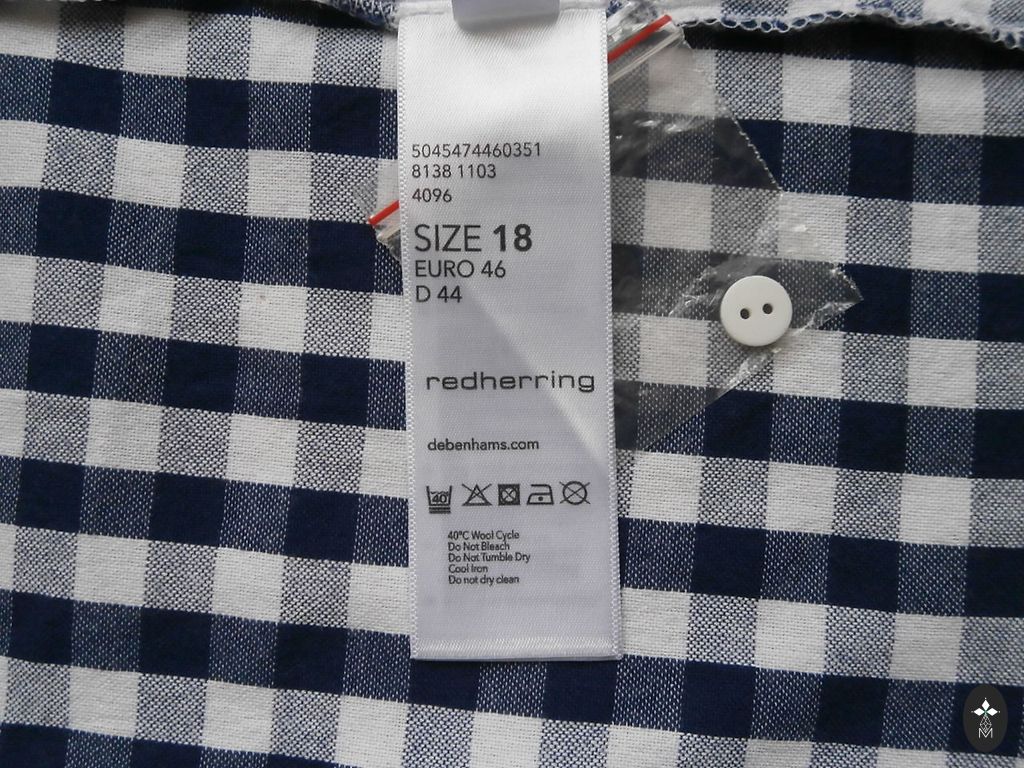 5045474460351
8138 1103
4096
SIZE 18
EURO 46
D 44
redherring
debenhams.com
40
40°C Wool Cycle
Do Not Bleach
Do Not Tumble Dry
Cool Iron
Do not dry clean
M